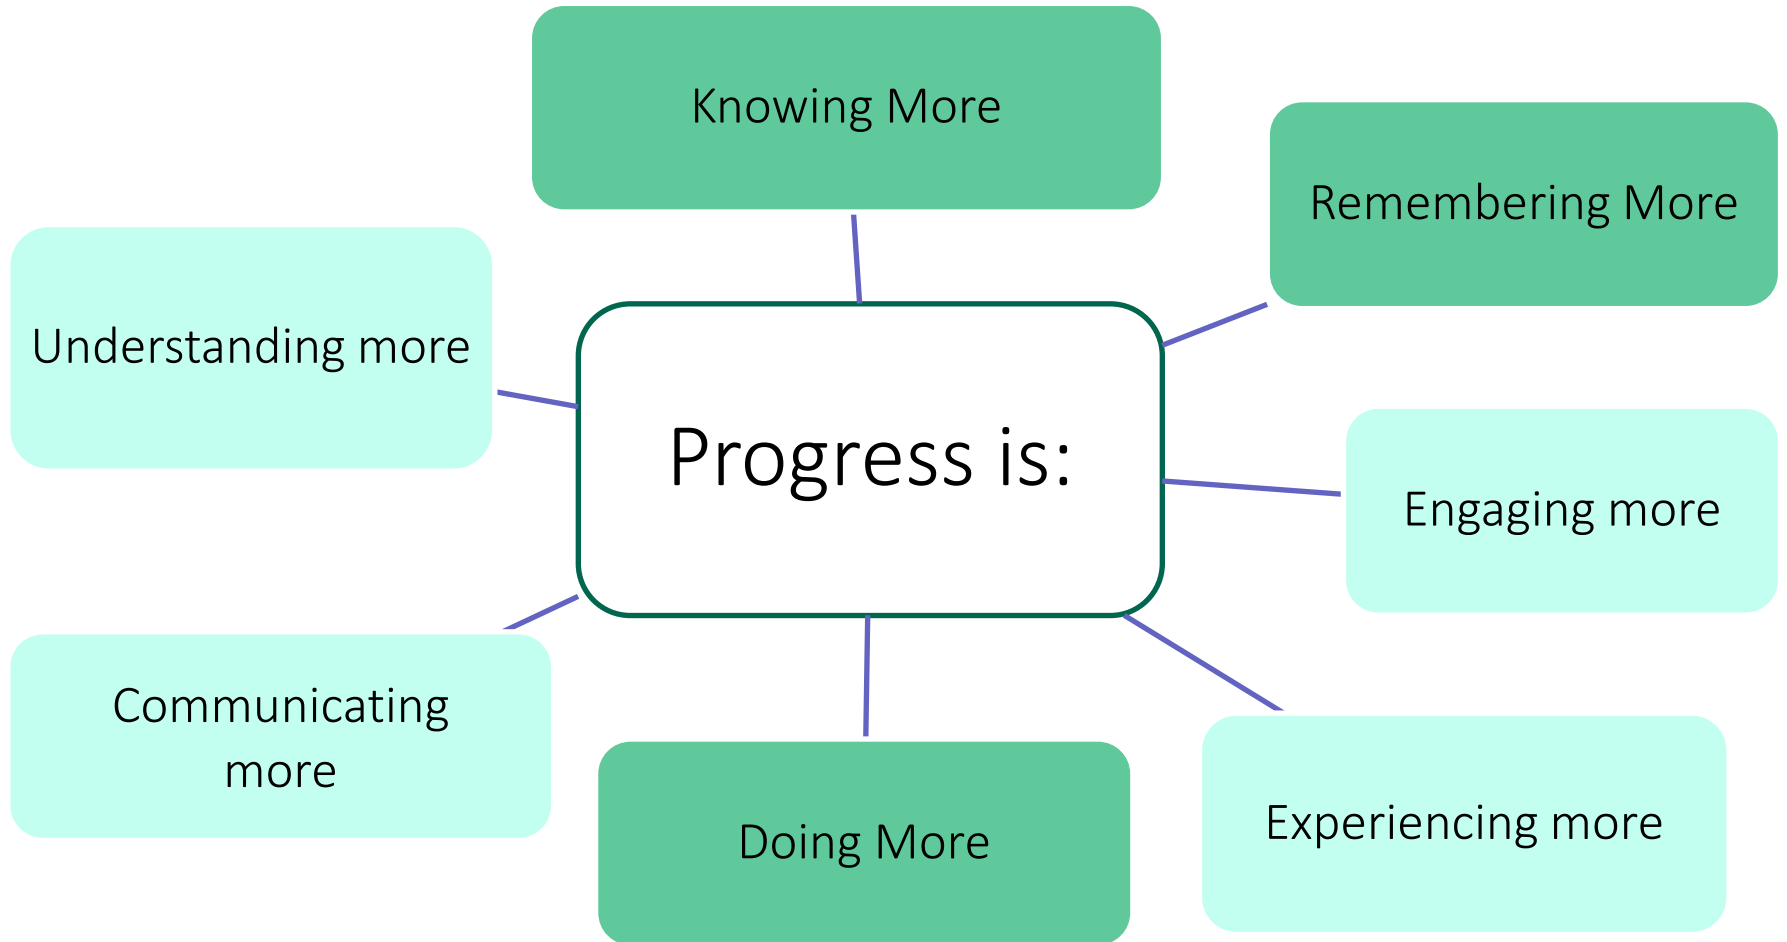 Knowing More
Remembering More
Understanding more
Progress is:
Engaging more
Communicating
more
Doing More
Experiencing more